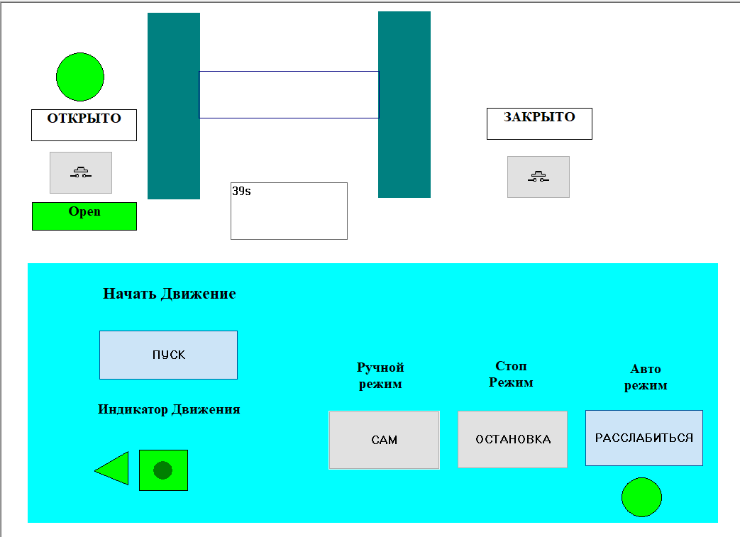 ОТКРЫТО
ЗАКРЫТО
39s
Open
Начать Движение
ПУСК
Ручной
режим
Стоп
Режим
Авто
режим
Индикатор Движения
САМ
ОСТАНОВКА
РАССЛАБИТЬСЯ